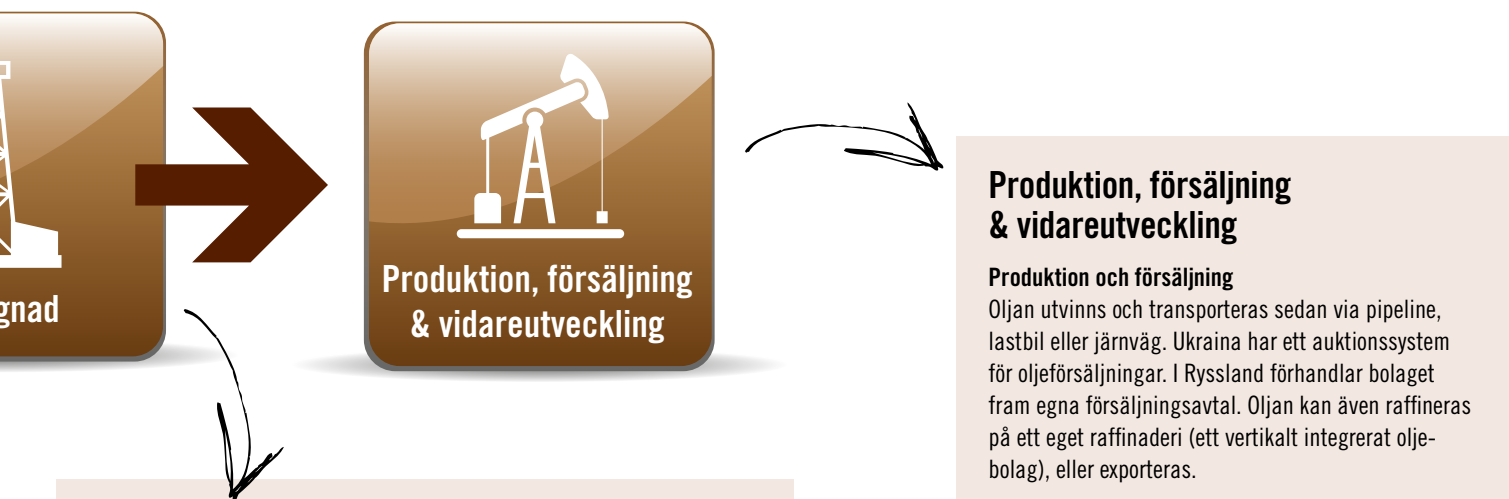 gnad
Produktion, försäljning
& vidareutveckling
Produktion, försäljning
& vidareutveckling
Produktion och försäljning
Oljan utvinns och transporteras sedan via pipeline,
lastbil eller järnväg. Ukraina har ett auktionssystem
för oljeförsäljningar. I Ryssland förhandlar bolaget
fram egna försäljningsavtal. Oljan kan även raffineras
på ett eget raffinaderi (ett vertikalt integrerat olje-
bolag), eller exporteras.